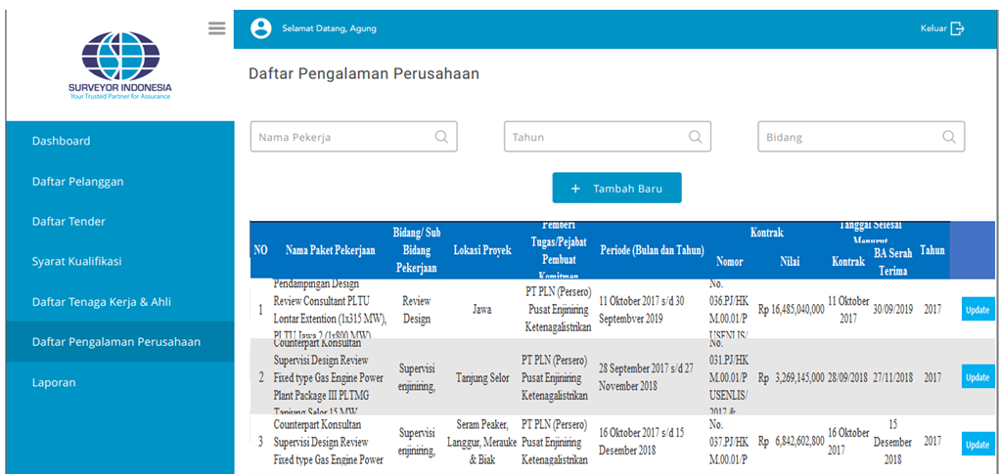 Selamat Datang, Agung
Keluar
SURVEYOR INDONESIA
Your Trusted Partner for Assurance
Dashboard
Daftar Pelanggan
Daftar Tender
Syarat Kualifikasi
Daftar Tenaga Kerja & Ahli
Daftar Pengalaman Perusahaan
Laporan
Daftar Pengalaman Perusahaan
Nama Pekerja
Tahun
Bidang
+ Tambah Baru
NO
Nama Paket Pekerjaan
Bidang/ Sub
Bidang
Pekerjaan
Lokasi Proyek
Pemberi
Tugas/Pejabat
Pembuat
Komitmen
Periode (Bulan dan Tahun)
Kontrak
Nomor
Nilai
Tanggal Selesai
Menurut
Kontrak
BA Serah
Terima
Tahun
1
Pendampingan Design
Review Consultant PLTU
Lontar Extention (1x315 MW),
PLTU Jawa 2 (1x800 MW)
Review
Design
Jawa
PT PLN (Persero)
Pusat Enjiniring
Ketenagalistrikan
11 Oktober 2017 s/d 30
Septembver 2019
No.
036.PJ/HK
M.00.01/P
USENLIS/
Rp 16,485,040,000
11 Oktober
2017
30/09/2019
2017
Update
2
Counterpart Konsultan
Supervisi Design Review
Fixed type Gas Engine Power
Plant Package III PLTMG
Tanjung Selor 15 MW
Supervisi
enjiniring,
Tanjung Selor
PT PLN (Persero)
Pusat Enjiniring
Ketenagalistrikan
28 September 2017 s/d 27
November 2018
No.
031.PJ/HK
M.00.01/P
USENLIS/
2017 &
Rp 3,269,145,000
28/09/2018
27/11/2018
2017
Update
3
Counterpart Konsultan
Supervisi Design Review
Fixed type Gas Engine Power
Supervisi
enjiniring,
Seram Peaker,
Langgur, Merauke
& Biak
PT PLN (Persero)
Pusat Enjiniring
Ketenagalistrikan
16 Oktober 2017 s/d 15
Desember 2018
No.
037.PJ/HK
M.00.01/P
Rp 6,842,602,800
16 Oktober
2017
15
Desember
2018
2017
Update